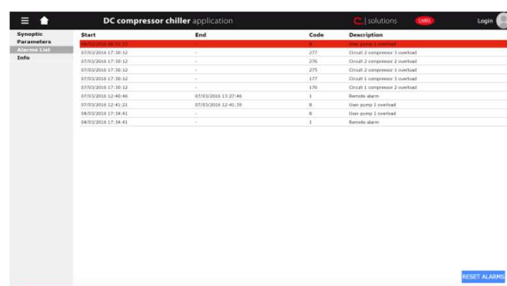 DC compressor chiller application
solutions
CAREL
Login
Synoptic
Parameters
Alarms List
Info
Start End Code Description
8 User pump 1 overload
07/03/2016 17:30:12 - 277 Circuit 2 compressor 3 overload
07/03/2016 17:30:12 - 276 Circuit 2 compressor 2 overload
07/03/2016 17:30:12 - 275 Circuit 2 compressor 1 overload
07/03/2016 17:30:12 - 177 Circuit 1 compressor 3 overload
07/03/2016 17:30:12 - 176 Circuit 1 compressor 2 overload
07/03/2016 12:40:46 07/03/2016 13:27:46 1 Remote alarm
07/03/2016 12:41:21 07/03/2016 12:41:39 8 User pump 1 overload
04/03/2016 17:34:41 - 8 User pump 1 overload
04/03/2016 17:34:41 - 1 Remote alarm
RESET ALARMS